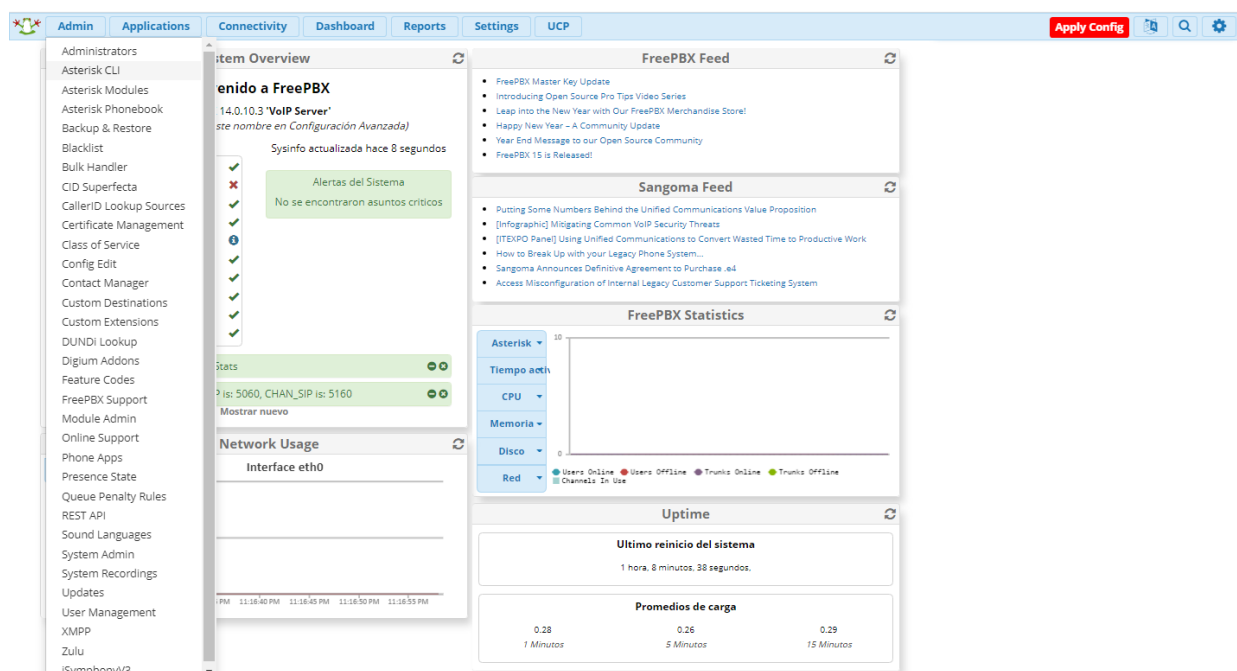 Admin
Applications
Connectivity
Dashboard
Reports
Settings
UCP
Apply Config
Administrators
Asterisk CLI
Asterisk Modules
Asterisk Phonebook
Backup & Restore
Blacklist
Bulk Handler
CID Superfecta
CallerID Lookup Sources
Certificate Management
Class of Service
Config Edit
Contact Manager
Custom Destinations
Custom Extensions
DUNDi Lookup
Digium Addons
Feature Codes
FreePBX Support
Module Admin
Online Support
Phone Apps
Presence State
Queue Penalty Rules
REST API
Sound Languages
System Admin
System Recordings
Updates
User Management
XMPP
Zulu
iSymphonyV3
stem Overview
enido a FreePBX
14.0.10.3 'VoIP Server'
ste nombre en Configuración Avanzada)
Sysinfo actualizada hace 8 segundos
Alertas del Sistema
No se encontraron asuntos criticos
Stats
P is: 5060, CHAN_SIP is: 5160
Mostrar nuevo
Network Usage
Interface eth0
PM 11:16:40 PM 11:16:45 PM 11:16:50 PM 11:16:55 PM
FreePBX Feed
FreePBX Master Key Update
Introducing Open Source Pro Tips Video Series
Leap into the New Year with Our FreePBX Merchandise Store!
Happy New Year – A Community Update
Year End Message to our Open Source Community
FreePBX 15 is Released!
Sangoma Feed
Putting Some Numbers Behind the Unified Communications Value Proposition
[Infographic] Mitigating Common VoIP Security Threats
[ITEXPO Panel] Using Unified Communications to Convert Wasted Time to Productive Work
How to Break Up with your Legacy Phone System...
Sangoma Announces Definitive Agreement to Purchase .e4
Access Misconfiguration of Internal Legacy Customer Support Ticketing System
FreePBX Statistics
Asterisk
Tiempo activ
CPU
Memoria
Disco
Red
10
0
Users Online Users Offline Trunks Online Trunks Offline
Channels In Use
Uptime
Ultimo reinicio del sistema
1 hora, 8 minutos, 38 segundos,
Promedios de carga
0.28 0.26 0.29
1 Minutos 5 Minutos 15 Minutos